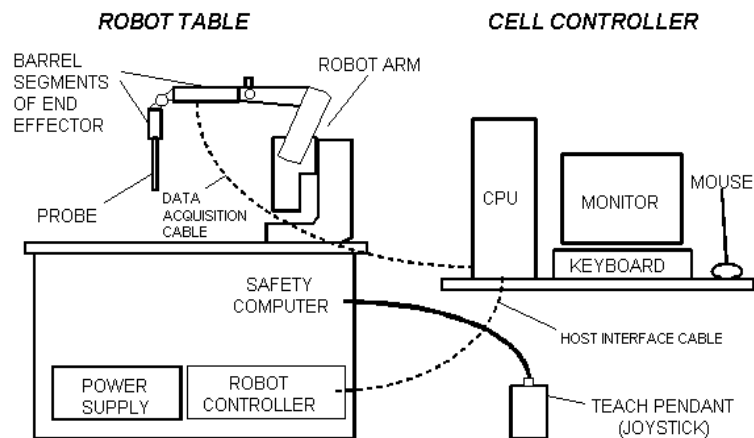 ROBOT TABLE
CELL CONTROLLER
BARREL
SEGMENTS
OF END
EFFECTOR
ROBOT ARM
PROBE
DATA
ACQUISITION
CABLE
CPU
MONITOR
MOUSE
KEYBOARD
SAFETY
COMPUTER
HOST INTERFACE CABLE
POWER
SUPPLY
ROBOT
CONTROLLER
TEACH PENDANT
(JOYSTICK)